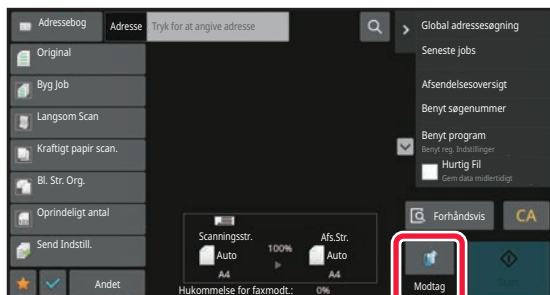 Adressebog
Adresse
Tryk for at angive adresse
Original
Byg Job
Langsom Scan
Kraftigt papir scan.
Bl. Str. Org.
Oprindeligt antal
Send Indstill.
Andet
Scanningsstr.
Auto
A4
100%
Afs.Str.
Auto
A4
Hukommelse for faxmodt.: 0%
Global adressesøgning
Seneste jobs
Afsendelsesoversigt
Benyt søgenummer
Benyt program
Benyt reg. Indstillinger
Hurtig Fil
Gem data midlertidigt
Forhåndsvis
CA
Modtag
Start